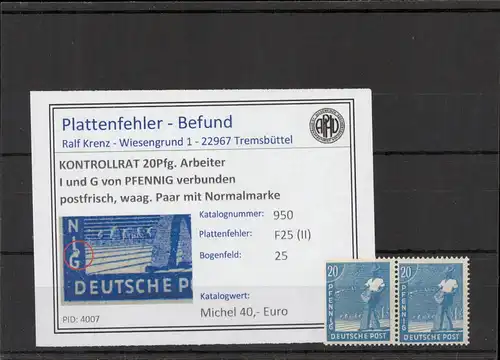 Plattenfehler - Befund
Ralf Krenz - Wiesengrund 1 - 22967 Tremsbüttel
APHD
KONTROLLRAT 20Pfg. Arbeiter
I und G von PFENNIG verbunden
postfrisch, waag. Paar mit Normalmarke
Katalognummer: 950
Plattenfehler: F25 (II)
Bogenfeld: 25
NIG
DEUTSCHE P
Katalogwert:
Michel 40,- Euro
PID: 4007
20
PFENNIG
DEUTSCHE POST
20
PFENNIG
DEUTSCHE POST